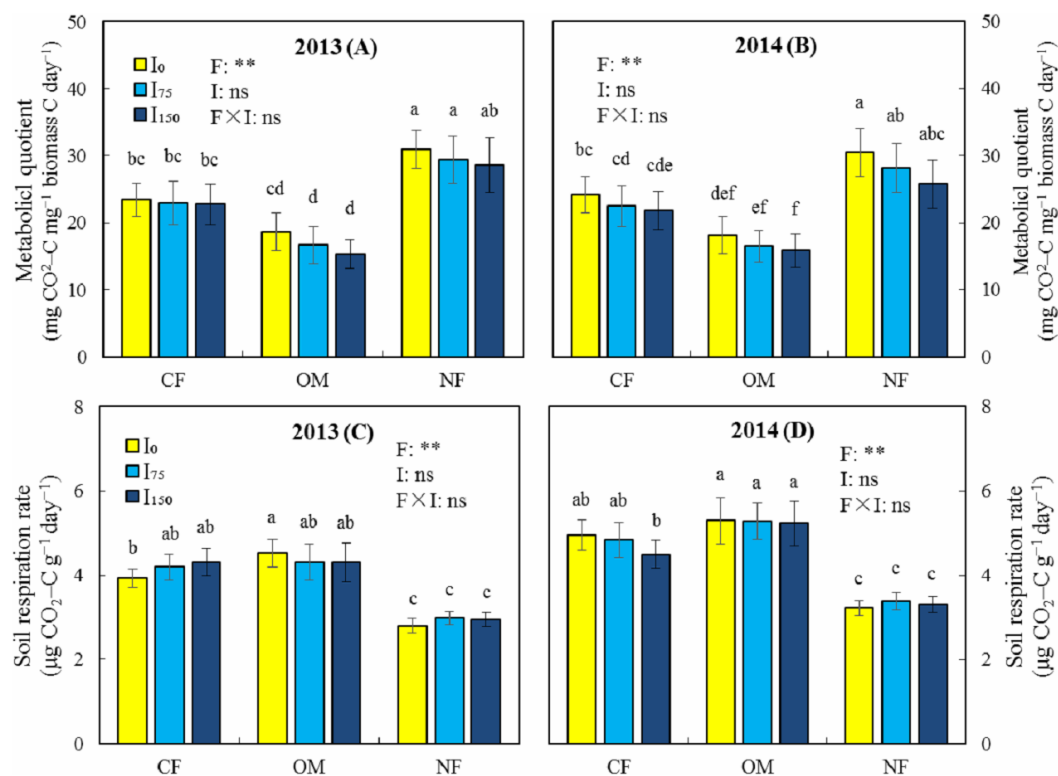 2013 (A)
I₀
I₇₅
I₁₅₀
F: **
I: ns
F×I: ns
bc bc bc cd d d a a ab
50
40
30
20
10
0
CF OM NF
Metabolicl quotient
(mg CO²–C mg⁻¹ biomass C day⁻¹)
2014 (B)
F: **
I: ns
F×I: ns
bc cd cde def ef f a ab abc
50
40
30
20
10
0
CF OM NF
Metabolicl quotient
(mg CO²–C mg⁻¹ biomass C day⁻¹)
2013 (C)
I₀
I₇₅
I₁₅₀
F: **
I: ns
F×I: ns
b ab ab a ab ab c c c
8
6
4
2
0
CF OM NF
Soil respiration rate
(μg CO₂–C g⁻¹ day⁻¹)
2014 (D)
F: **
I: ns
F×I: ns
ab ab b a a a c c c
8
6
4
2
0
CF OM NF
Soil respiration rate
(μg CO₂–C g⁻¹ day⁻¹)